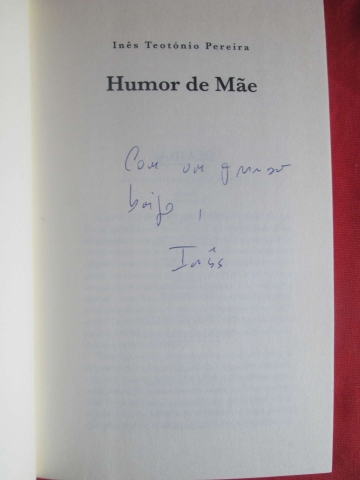 Inês Teotónio Pereira
Humor de Mãe
Com um grande
beijo,
Inês